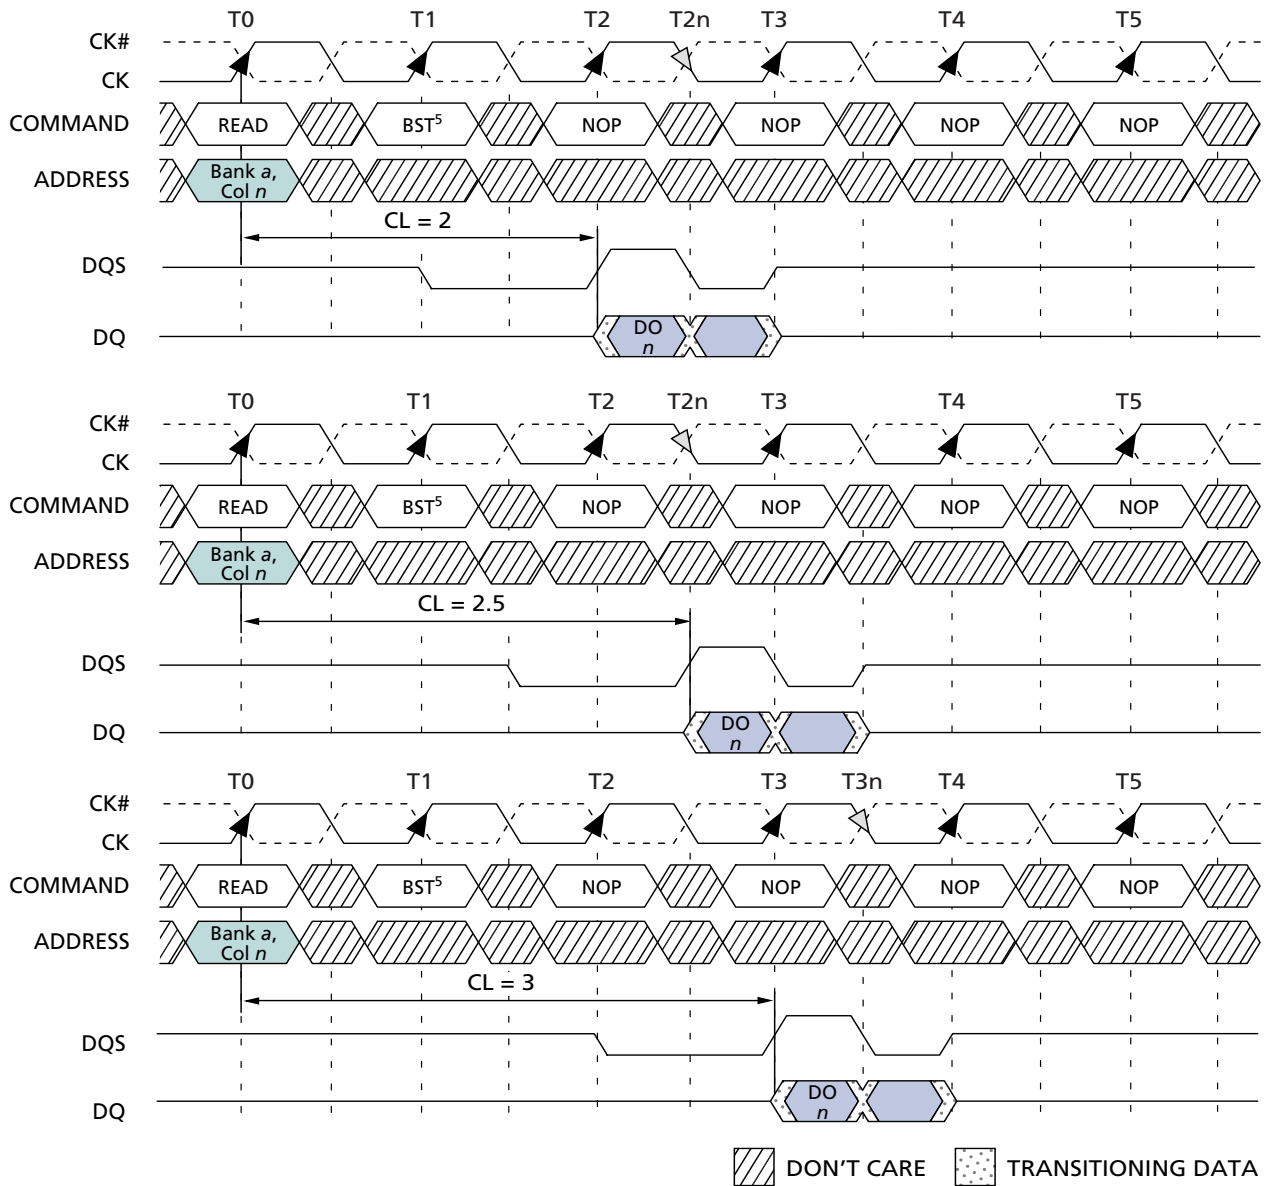 T0 T1 T2 T2n T3 T4 T5
CK#
CK
COMMAND READ BST⁵ NOP NOP NOP NOP
ADDRESS Bank a,
Col n
CL = 2
DQS
DQ DO
n
T0 T1 T2 T2n T3 T4 T5
CK#
CK
COMMAND READ BST⁵ NOP NOP NOP NOP
ADDRESS Bank a,
Col n
CL = 2.5
DQS
DQ DO
n
T0 T1 T2 T3 T3n T4 T5
CK#
CK
COMMAND READ BST⁵ NOP NOP NOP NOP
ADDRESS Bank a,
Col n
CL = 3
DQS
DQ DO
n
DON'T CARE TRANSITIONING DATA